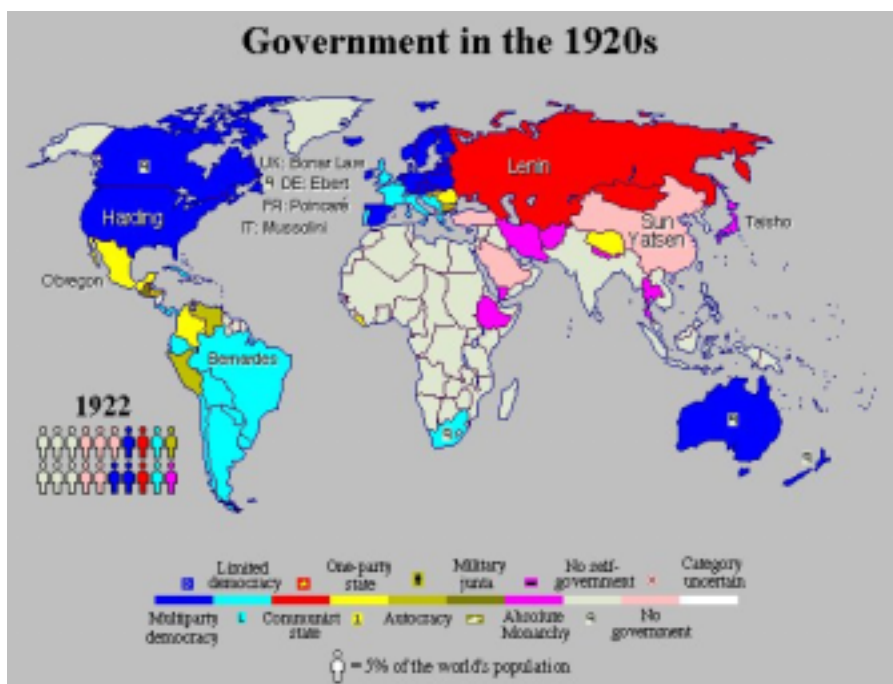 Government in the 1920s
UK: Bonar Law
DE: Ebert
FR: Poincaré
IT: Mussolini
Lenin
Harding
Sun
Yatsen
Taisho
Obregon
Bernardes
1922
Limited
democracy
One-party
state
Military
junta
No self-
government
Category
uncertain
Multiparty
democracy
Communist
state
Autocracy
Absolute
Monarchy
No
government
= 5% of the world's population